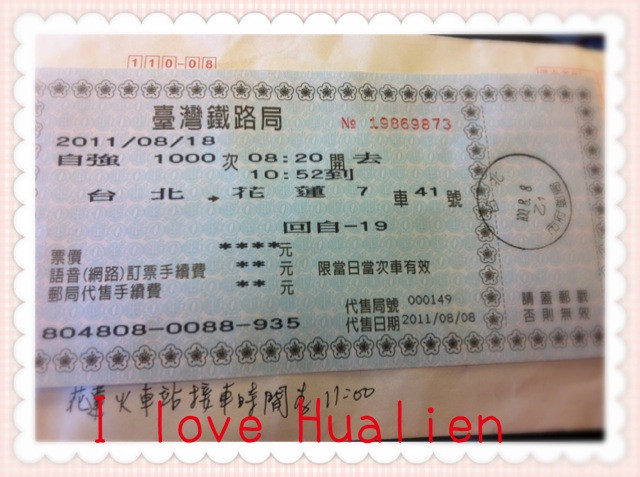 110-08
臺灣鐵路局
№ 19869873
2011/08/18
自強 1000 次 08:20開 去
10:52到
台北 → 花蓮 7 車 41 號
回自-19
票價 **** 元
語音(網路)訂票手續費 ** 元 限當日當次車有效
郵局代售手續費 ** 元
代售局號 000149
804808-0088-935 代售日期 2011/08/08
請蓋郵戳
否則無效
花蓮火車站接車時間為 11:00
I love Hualien